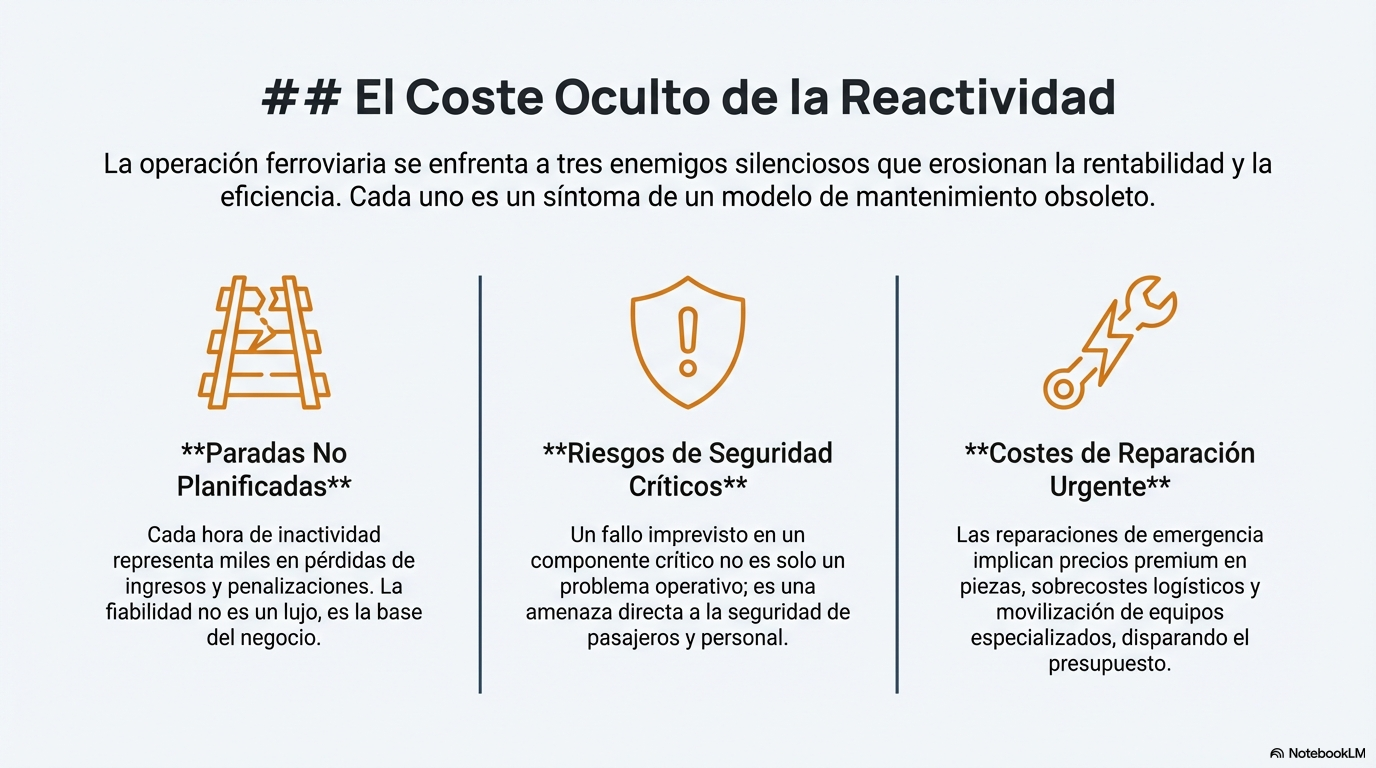 ## El Coste Oculto de la Reactividad
La operación ferroviaria se enfrenta a tres enemigos silenciosos que erosionan la rentabilidad y la
eficiencia. Cada uno es un síntoma de un modelo de mantenimiento obsoleto.
**Paradas No
Planificadas**
Cada hora de inactividad
representa miles en pérdidas de
ingresos y penalizaciones. La
fiabilidad no es un lujo, es la base
del negocio.
**Riesgos de Seguridad
Críticos**
Un fallo imprevisto en un
componente crítico no es solo un
problema operativo; es una
amenaza directa a la seguridad de
pasajeros y personal.
**Costes de Reparación
Urgente**
Las reparaciones de emergencia
implican precios premium en
piezas, sobrecostes logísticos y
movilización de equipos
especializados, disparando el
presupuesto.
NotebookLM